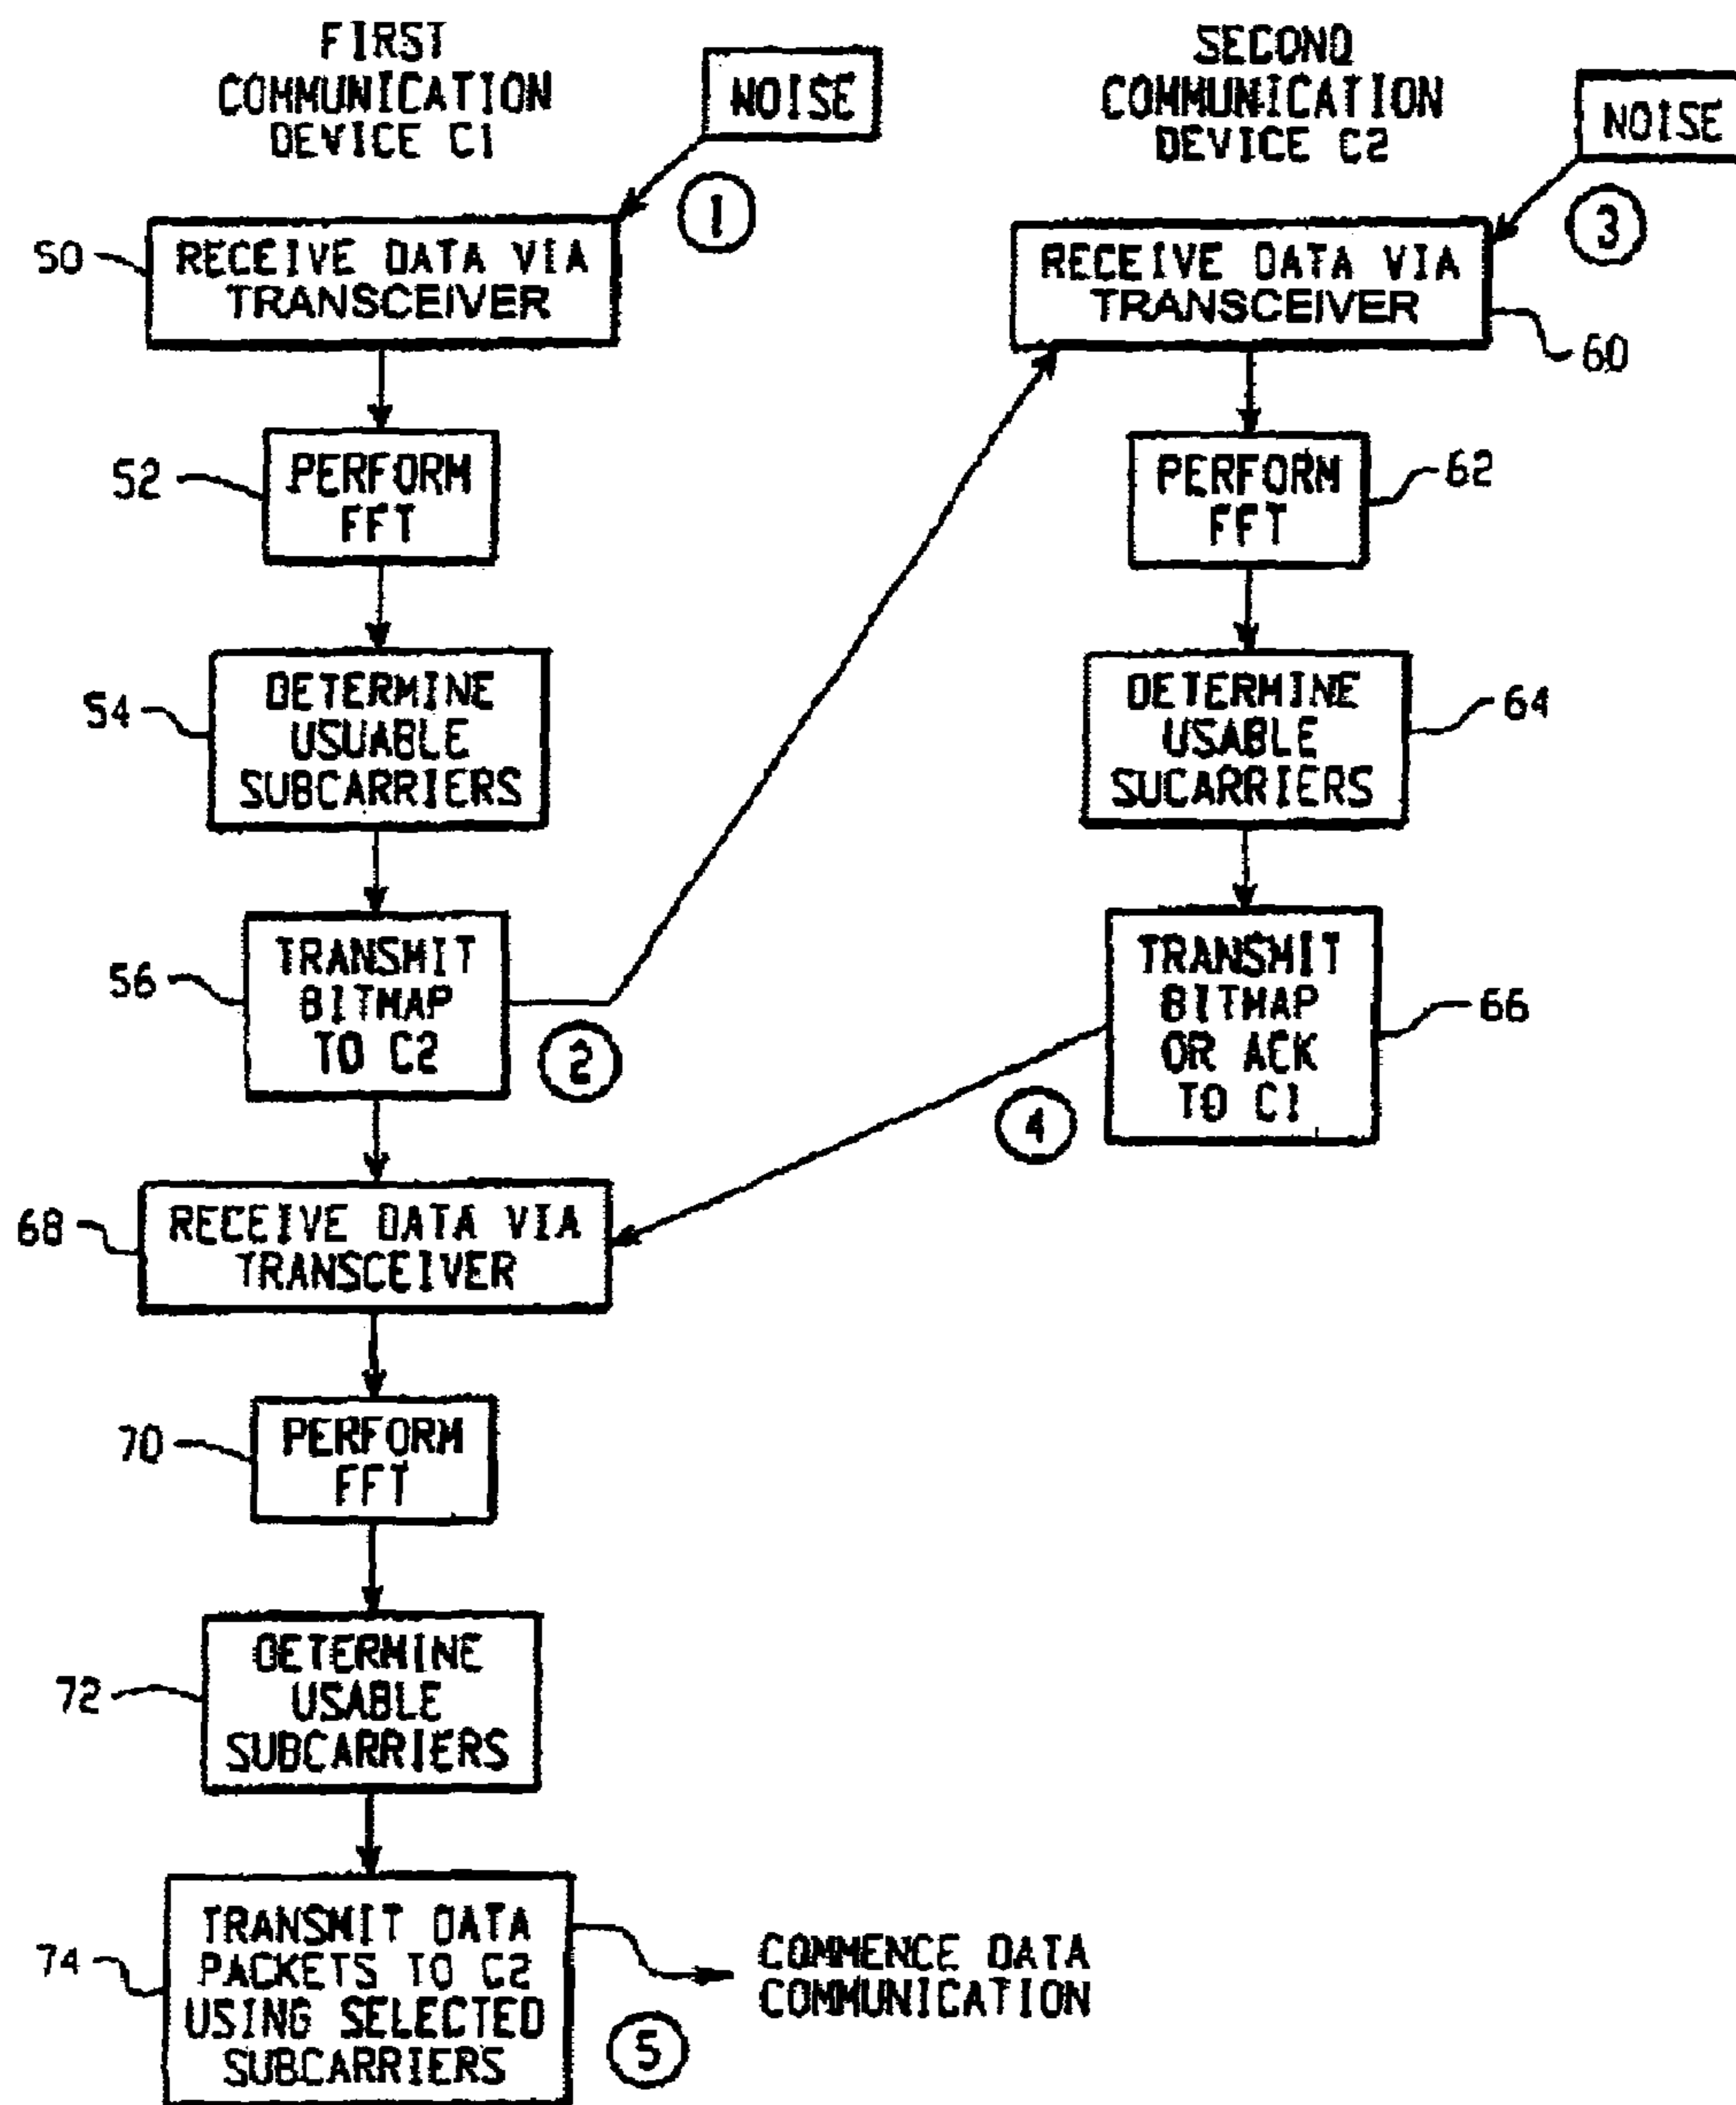 FIRST
COMMUNICATION
DEVICE C1
NOISE
1
50
RECEIVE DATA VIA
TRANSCEIVER
52
PERFORM
FFT
54
DETERMINE
USUABLE
SUBCARRIERS
56
TRANSMIT
BITMAP
TO C2
2
SECOND
COMMUNICATION
DEVICE C2
NOISE
3
RECEIVE DATA VIA
TRANSCEIVER
60
PERFORM
FFT
62
DETERMINE
USABLE
SUCARRIERS
64
TRANSMIT
BITMAP
OR ACK
TO C1
66
4
68
RECEIVE DATA VIA
TRANSCEIVER
70
PERFORM
FFT
72
DETERMINE
USABLE
SUBCARRIERS
74
TRANSMIT DATA
PACKETS TO C2
USING SELECTED
SUBCARRIERS
5
COMMENCE DATA
COMMUNICATION